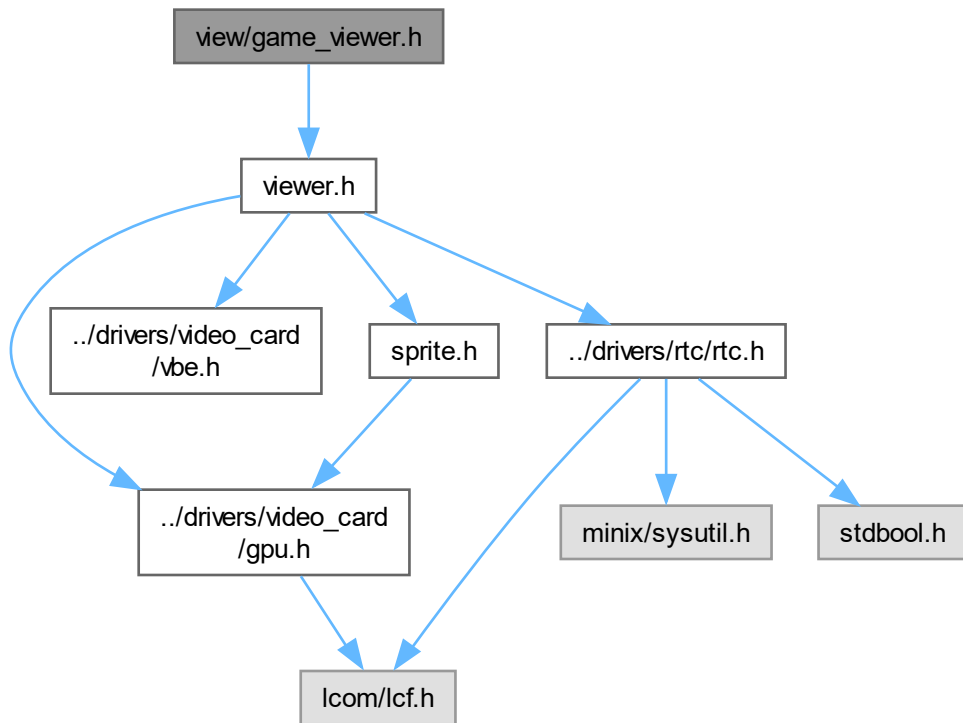 view/game_viewer.h
viewer.h
../drivers/video_card
/vbe.h
sprite.h
../drivers/rtc/rtc.h
../drivers/video_card
/gpu.h
minix/sysutil.h
stdbool.h
lcom/lcf.h